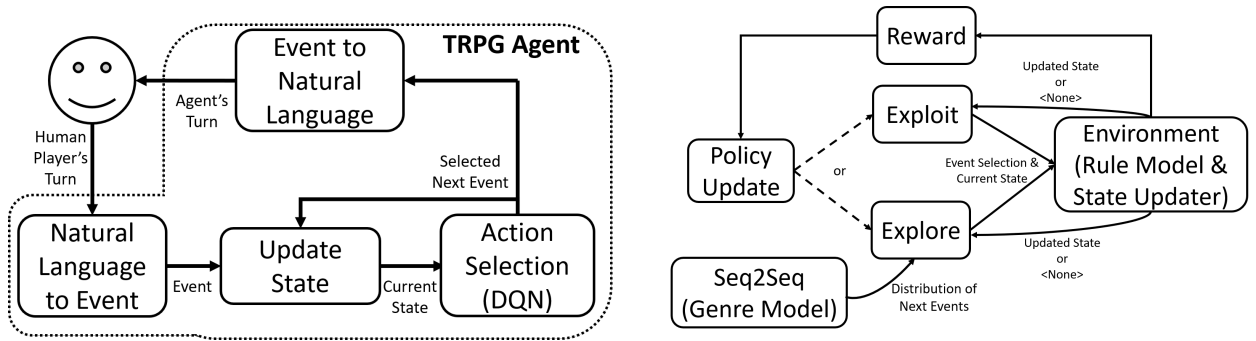 TRPG Agent
Event to
Natural
Language
Agent's
Turn
Human
Player's
Turn
Selected
Next Event
Natural
Language
to Event
Event
Update
State
Current
State
Action
Selection
(DQN)
Reward
Updated State
or
<None>
Exploit
Environment
(Rule Model &
State Updater)
Policy
Update
or
Event Selection &
Current State
Explore
Updated State
or
<None>
Seq2Seq
(Genre Model)
Distribution of
Next Events